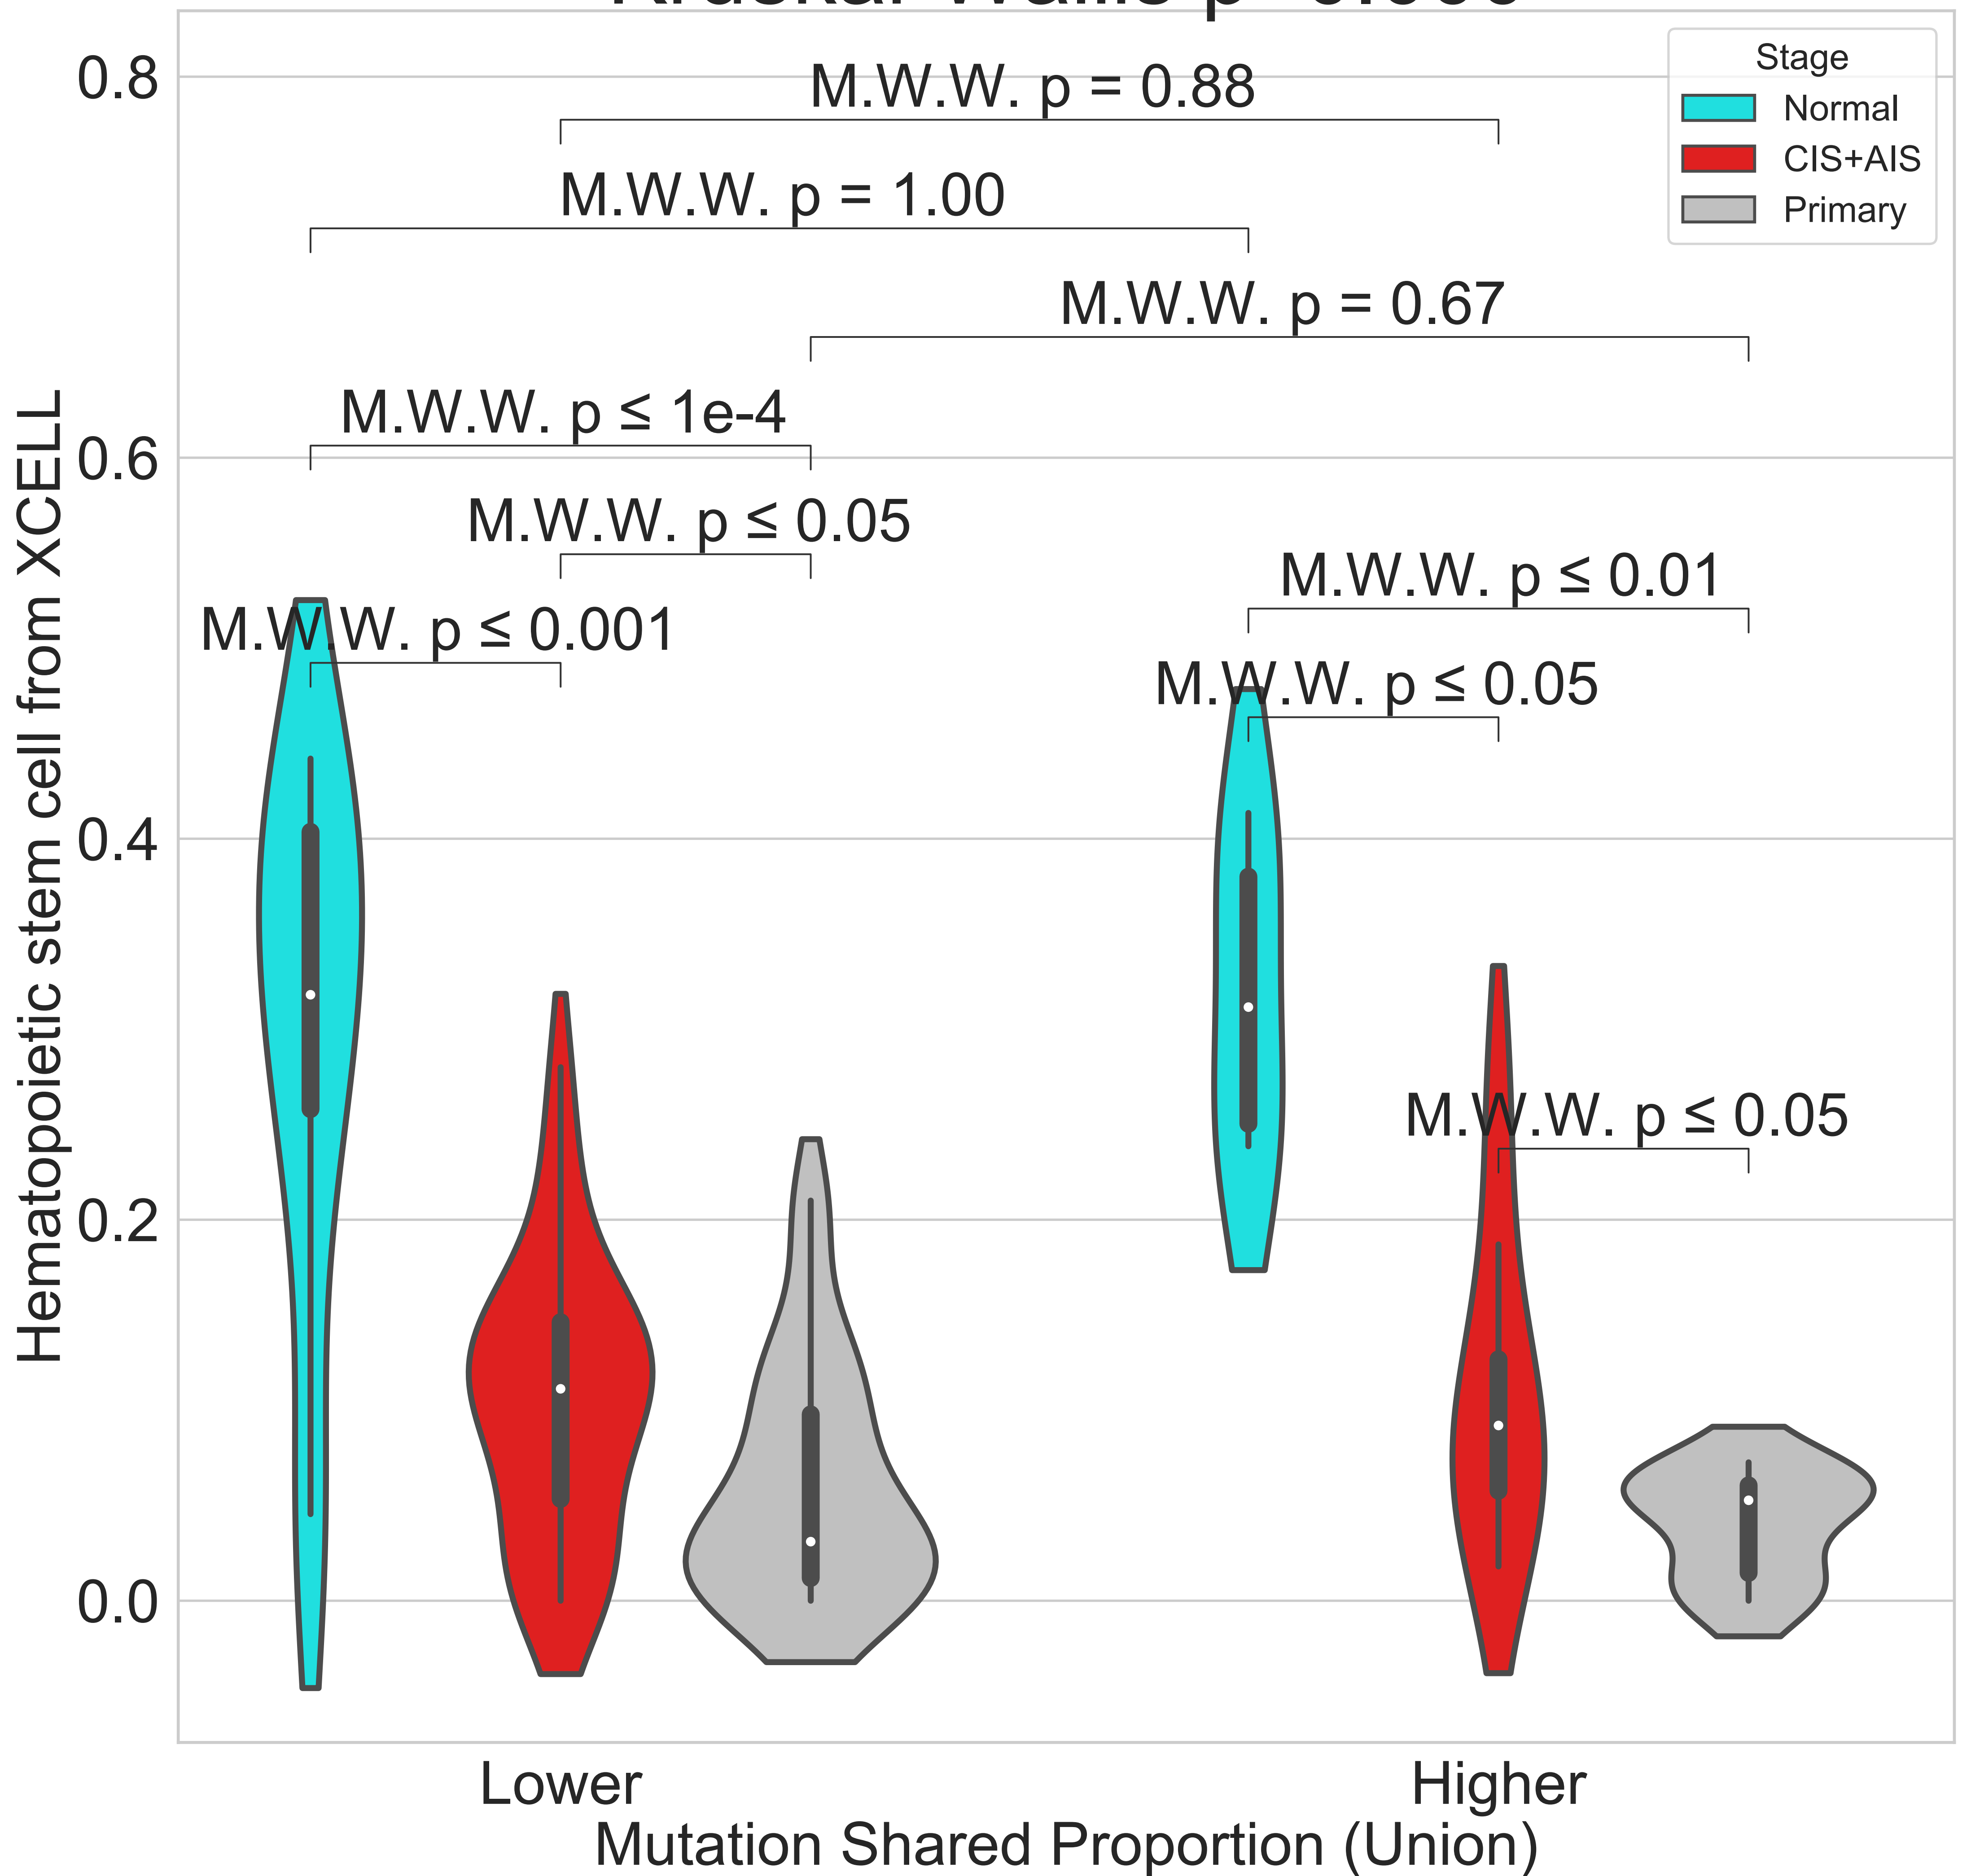 0.8
0.6
0.4
0.2
0.0
Hematopoietic stem cell from XCELL
M.W.W. p = 0.88
M.W.W. p = 1.00
M.W.W. p = 0.67
M.W.W. p ≤ 1e-4
M.W.W. p ≤ 0.05
M.W.W. p ≤ 0.001
M.W.W. p ≤ 0.01
M.W.W. p ≤ 0.05
M.W.W. p ≤ 0.05
Stage
Normal
CIS+AIS
Primary
Lower
Higher
Mutation Shared Proportion (Union)